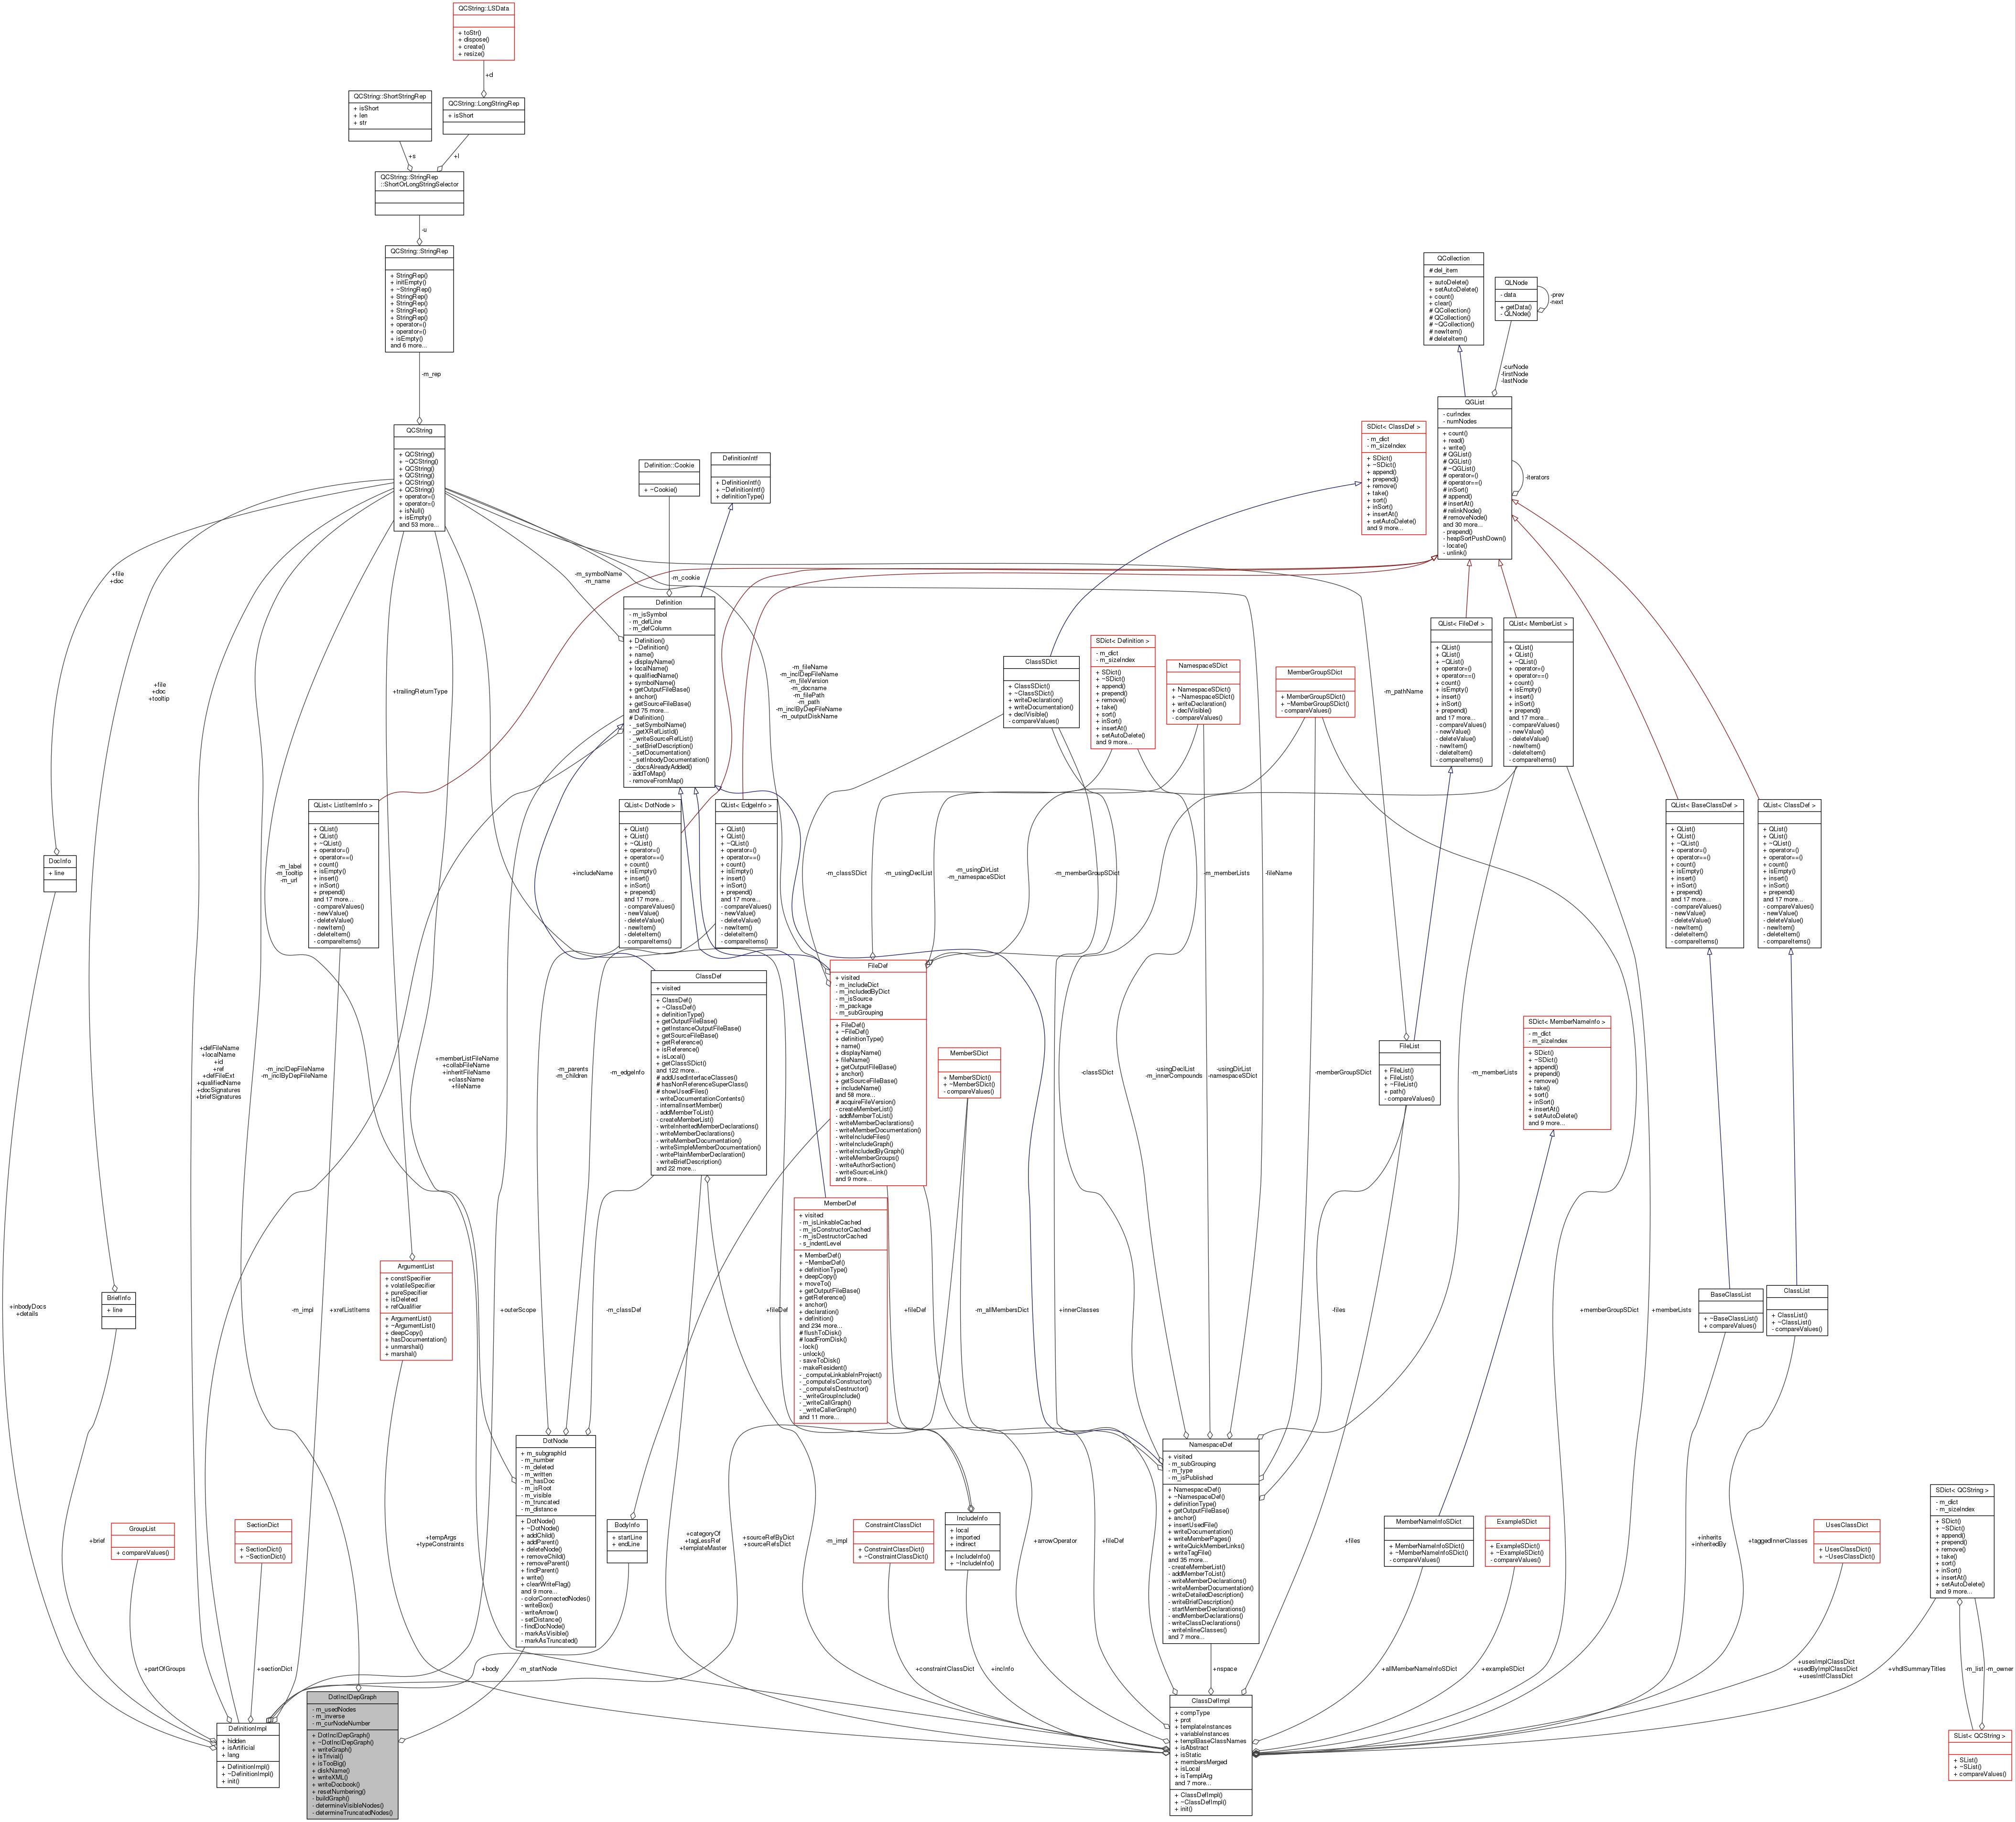 QCString::LSData
+ toStr()
+ dispose()
+ create()
+ resize()
+d
QCString::ShortStringRep
+ isShort
+ len
+ str
QCString::LongStringRep
+ isShort
+s
+l
QCString::StringRep
::ShortOrLongStringSelector
-u
QCString::StringRep
+ StringRep()
+ initEmpty()
+ ~StringRep()
+ StringRep()
+ StringRep()
+ StringRep()
+ StringRep()
+ operator=()
+ operator=()
+ isEmpty()
and 6 more...
-m_rep
QCollection
# del_item
+ autoDelete()
+ setAutoDelete()
+ count()
+ clear()
# QCollection()
# QCollection()
# ~QCollection()
# newItem()
# deleteItem()
QLNode
- data
+ getData()
- QLNode()
-prev
-next
-curNode
-firstNode
-lastNode
QGList
- curIndex
- numNodes
+ count()
+ read()
+ write()
# QGList()
# QGList()
# ~QGList()
# operator=()
# operator==()
# inSort()
# append()
# insertAt()
# relinkNode()
# removeNode()
and 30 more...
- prepend()
- heapSortPushDown()
- locate()
- unlink()
-iterators
SDict< ClassDef >
- m_dict
- m_sizeIndex
+ SDict()
+ ~SDict()
+ append()
+ prepend()
+ remove()
+ take()
+ sort()
+ inSort()
+ insertAt()
+ setAutoDelete()
and 9 more...
QCString
+ QCString()
+ ~QCString()
+ QCString()
+ QCString()
+ QCString()
+ QCString()
+ operator=()
+ operator=()
+ isNull()
+ isEmpty()
and 53 more...
Definition::Cookie
+ ~Cookie()
DefinitionIntf
+ DefinitionIntf()
+ ~DefinitionIntf()
+ definitionType()
+file
+doc
-m_symbolName
-m_name
-m_cookie
Definition
- m_isSymbol
- m_defLine
- m_defColumn
+ Definition()
+ ~Definition()
+ name()
+ displayName()
+ localName()
+ qualifiedName()
+ symbolName()
+ getOutputFileBase()
+ anchor()
+ getSourceFileBase()
and 75 more...
# Definition()
- _setSymbolName()
- _getXRefListId()
- _writeSourceRefList()
- _setBriefDescription()
- _setDocumentation()
- _setInbodyDocumentation()
- _docsAlreadyAdded()
- addToMap()
- removeFromMap()
+file
+doc
+tooltip
+trailingReturnType
-m_fileName
-m_inclDepFileName
-m_fileVersion
-m_docname
-m_filePath
-m_path
-m_inclByDepFileName
-m_outputDiskName
ClassSDict
+ ClassSDict()
+ ~ClassSDict()
+ writeDeclaration()
+ writeDocumentation()
+ declVisible()
- compareValues()
SDict< Definition >
- m_dict
- m_sizeIndex
+ SDict()
+ ~SDict()
+ append()
+ prepend()
+ remove()
+ take()
+ sort()
+ inSort()
+ insertAt()
+ setAutoDelete()
and 9 more...
NamespaceSDict
+ NamespaceSDict()
+ ~NamespaceSDict()
+ writeDeclaration()
+ declVisible()
- compareValues()
MemberGroupSDict
+ MemberGroupSDict()
+ ~MemberGroupSDict()
- compareValues()
-m_pathName
QList< FileDef >
+ QList()
+ QList()
+ ~QList()
+ operator=()
+ operator==()
+ count()
+ isEmpty()
+ insert()
+ inSort()
+ prepend()
and 17 more...
- compareValues()
- newValue()
- deleteValue()
- newItem()
- deleteItem()
- compareItems()
QList< MemberList >
+ QList()
+ QList()
+ ~QList()
+ operator=()
+ operator==()
+ count()
+ isEmpty()
+ insert()
+ inSort()
+ prepend()
and 17 more...
- compareValues()
- newValue()
- deleteValue()
- newItem()
- deleteItem()
- compareItems()
QList< ListItemInfo >
+ QList()
+ QList()
+ ~QList()
+ operator=()
+ operator==()
+ count()
+ isEmpty()
+ insert()
+ inSort()
+ prepend()
and 17 more...
- compareValues()
- newValue()
- deleteValue()
- newItem()
- deleteItem()
- compareItems()
QList< DotNode >
+ QList()
+ QList()
+ ~QList()
+ operator=()
+ operator==()
+ count()
+ isEmpty()
+ insert()
+ inSort()
+ prepend()
and 17 more...
- compareValues()
- newValue()
- deleteValue()
- newItem()
- deleteItem()
- compareItems()
QList< EdgeInfo >
+ QList()
+ QList()
+ ~QList()
+ operator=()
+ operator==()
+ count()
+ isEmpty()
+ insert()
+ inSort()
+ prepend()
and 17 more...
- compareValues()
- newValue()
- deleteValue()
- newItem()
- deleteItem()
- compareItems()
QList< BaseClassDef >
+ QList()
+ QList()
+ ~QList()
+ operator=()
+ operator==()
+ count()
+ isEmpty()
+ insert()
+ inSort()
+ prepend()
and 17 more...
- compareValues()
- newValue()
- deleteValue()
- newItem()
- deleteItem()
- compareItems()
QList< ClassDef >
+ QList()
+ QList()
+ ~QList()
+ operator=()
+ operator==()
+ count()
+ isEmpty()
+ insert()
+ inSort()
+ prepend()
and 17 more...
- compareValues()
- newValue()
- deleteValue()
- newItem()
- deleteItem()
- compareItems()
DocInfo
+ line
-m_label
-m_tooltip
-m_url
+includeName
-m_classSDict
-m_usingDeclList
-m_usingDirList
-m_namespaceSDict
-m_memberGroupSDict
-m_memberLists
-fileName
ClassDef
+ visited
+ ClassDef()
+ ~ClassDef()
+ definitionType()
+ getOutputFileBase()
+ getInstanceOutputFileBase()
+ getSourceFileBase()
+ getReference()
+ isReference()
+ isLocal()
+ getClassSDict()
and 122 more...
# addUsedInterfaceClasses()
# hasNonReferenceSuperClass()
# showUsedFiles()
- writeDocumentationContents()
- internalInsertMember()
- addMemberToList()
- createMemberList()
- writeInheritedMemberDeclarations()
- writeMemberDeclarations()
- writeMemberDocumentation()
- writeSimpleMemberDocumentation()
- writePlainMemberDeclaration()
- writeBriefDescription()
and 22 more...
FileDef
+ visited
- m_includeDict
- m_includedByDict
- m_isSource
- m_package
- m_subGrouping
+ FileDef()
+ ~FileDef()
+ definitionType()
+ name()
+ displayName()
+ fileName()
+ getOutputFileBase()
+ anchor()
+ getSourceFileBase()
+ includeName()
and 58 more...
# acquireFileVersion()
- createMemberList()
- addMemberToList()
- writeMemberDeclarations()
- writeMemberDocumentation()
- writeIncludeFiles()
- writeIncludeGraph()
- writeIncludedByGraph()
- writeMemberGroups()
- writeAuthorSection()
- writeSourceLink()
and 9 more...
MemberSDict
+ MemberSDict()
+ ~MemberSDict()
- compareValues()
+defFileName
+localName
+id
+ref
+defFileExt
+qualifiedName
+docSignatures
+briefSignatures
-m_inclDepFileName
-m_inclByDepFileName
+memberListFileName
+collabFileName
+inheritFileName
+className
+fileName
-m_parents
-m_children
-m_edgeInfo
-classSDict
-usingDeclList
-m_innerCompounds
-usingDirList
-namespaceSDict
-memberGroupSDict
FileList
+ FileList()
+ FileList()
+ ~FileList()
+ path()
- compareValues()
-m_memberLists
SDict< MemberNameInfo >
- m_dict
- m_sizeIndex
+ SDict()
+ ~SDict()
+ append()
+ prepend()
+ remove()
+ take()
+ sort()
+ inSort()
+ insertAt()
+ setAutoDelete()
and 9 more...
MemberDef
+ visited
- m_isLinkableCached
- m_isConstructorCached
- m_isDestructorCached
- s_indentLevel
+ MemberDef()
+ ~MemberDef()
+ definitionType()
+ deepCopy()
+ moveTo()
+ getOutputFileBase()
+ getReference()
+ anchor()
+ declaration()
+ definition()
and 234 more...
# flushToDisk()
# loadFromDisk()
- lock()
- unlock()
- saveToDisk()
- makeResident()
- _computeLinkableInProject()
- _computeIsConstructor()
- _computeIsDestructor()
- _writeGroupInclude()
- _writeCallGraph()
- _writeCallerGraph()
and 11 more...
ArgumentList
+ constSpecifier
+ volatileSpecifier
+ pureSpecifier
+ isDeleted
+ refQualifier
+ ArgumentList()
+ ~ArgumentList()
+ deepCopy()
+ hasDocumentation()
+ unmarshal()
+ marshal()
BriefInfo
+ line
+inbodyDocs
+details
-m_impl
+xrefListItems
+outerScope
-m_classDef
+fileDef
+fileDef
-m_allMembersDict
+innerClasses
-files
+memberGroupSDict
+memberLists
BaseClassList
+ ~BaseClassList()
+ compareValues()
ClassList
+ ClassList()
+ ~ClassList()
- compareValues()
DotNode
+ m_subgraphId
- m_number
- m_deleted
- m_written
- m_hasDoc
- m_isRoot
- m_visible
- m_truncated
- m_distance
+ DotNode()
+ ~DotNode()
+ addChild()
+ addParent()
+ deleteNode()
+ removeChild()
+ removeParent()
+ findParent()
+ write()
+ clearWriteFlag()
and 9 more...
- colorConnectedNodes()
- writeBox()
- writeArrow()
- setDistance()
- findDocNode()
- markAsVisible()
- markAsTruncated()
NamespaceDef
+ visited
- m_subGrouping
- m_type
- m_isPublished
+ NamespaceDef()
+ ~NamespaceDef()
+ definitionType()
+ getOutputFileBase()
+ anchor()
+ insertUsedFile()
+ writeDocumentation()
+ writeMemberPages()
+ writeQuickMemberLinks()
+ writeTagFile()
and 35 more...
- createMemberList()
- addMemberToList()
- writeMemberDeclarations()
- writeMemberDocumentation()
- writeDetailedDescription()
- writeBriefDescription()
- startMemberDeclarations()
- endMemberDeclarations()
- writeClassDeclarations()
- writeInlineClasses()
and 7 more...
+brief
GroupList
+ compareValues()
SectionDict
+ SectionDict()
+ ~SectionDict()
+tempArgs
+typeConstraints
BodyInfo
+ startLine
+ endLine
+categoryOf
+tagLessRef
+templateMaster
+sourceRefByDict
+sourceRefsDict
-m_impl
ConstraintClassDict
+ ConstraintClassDict()
+ ~ConstraintClassDict()
IncludeInfo
+ local
+ imported
+ indirect
+ IncludeInfo()
+ ~IncludeInfo()
+arrowOperator
+fileDef
+files
MemberNameInfoSDict
+ MemberNameInfoSDict()
+ ~MemberNameInfoSDict()
- compareValues()
ExampleSDict
+ ExampleSDict()
+ ~ExampleSDict()
- compareValues()
+inherits
+inheritedBy
+taggedInnerClasses
UsesClassDict
+ UsesClassDict()
+ ~UsesClassDict()
SDict< QCString >
- m_dict
- m_sizeIndex
+ SDict()
+ ~SDict()
+ append()
+ prepend()
+ remove()
+ take()
+ sort()
+ inSort()
+ insertAt()
+ setAutoDelete()
and 9 more...
+partOfGroups
+sectionDict
+body
-m_startNode
+constraintClassDict
+incInfo
+nspace
+allMemberNameInfoSDict
+exampleSDict
+usesImplClassDict
+usedByImplClassDict
+usesIntfClassDict
+vhdlSummaryTitles
-m_list
-m_owner
DefinitionImpl
+ hidden
+ isArtificial
+ lang
+ DefinitionImpl()
+ ~DefinitionImpl()
+ init()
DotInclDepGraph
- m_usedNodes
- m_inverse
- m_curNodeNumber
+ DotInclDepGraph()
+ ~DotInclDepGraph()
+ writeGraph()
+ isTrivial()
+ isTooBig()
+ diskName()
+ writeXML()
+ writeDocbook()
+ resetNumbering()
- buildGraph()
- determineVisibleNodes()
- determineTruncatedNodes()
ClassDefImpl
+ compType
+ prot
+ templateInstances
+ variableInstances
+ templBaseClassNames
+ isAbstract
+ isStatic
+ membersMerged
+ isLocal
+ isTemplArg
and 7 more...
+ ClassDefImpl()
+ ~ClassDefImpl()
+ init()
SList< QCString >
+ SList()
+ ~SList()
+ compareValues()